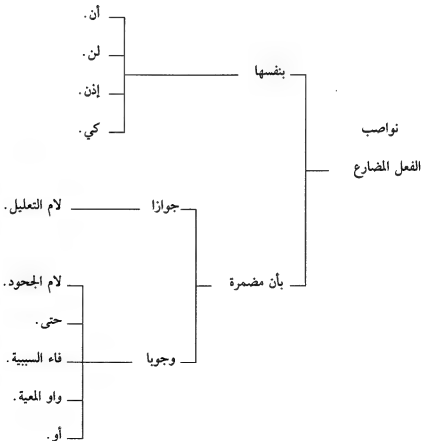 نواصب
الفعل المضارع
بنفسها
أن.
لن.
إذن.
كي.
بأن مضمرة
جوازا
لام التعليل.
وجوبا
لام الجحود.
حتى.
فاء السببية.
واو المعية.
أو.